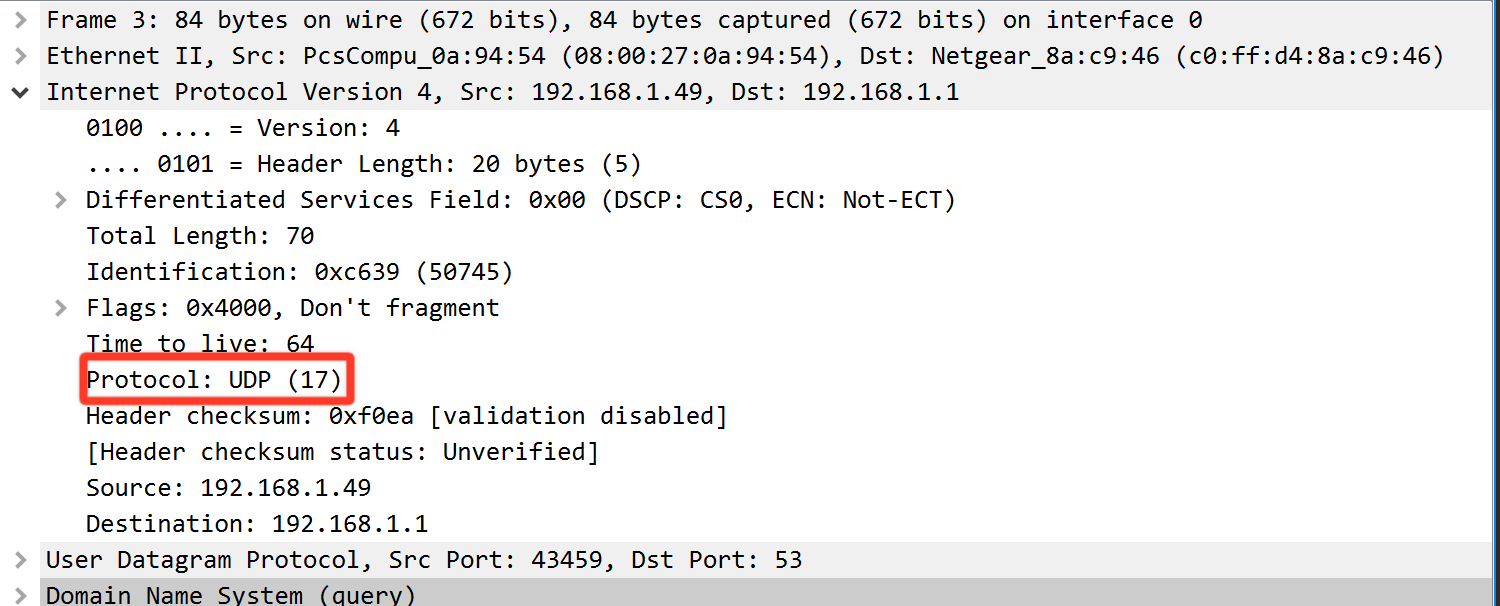 Frame 3: 84 bytes on wire (672 bits), 84 bytes captured (672 bits) on interface 0
Ethernet II, Src: PcsCompu_0a:94:54 (08:00:27:0a:94:54), Dst: Netgear_8a:c9:46 (c0:ff:d4:8a:c9:46)
Internet Protocol Version 4, Src: 192.168.1.49, Dst: 192.168.1.1
0100 .... = Version: 4
.... 0101 = Header Length: 20 bytes (5)
Differentiated Services Field: 0x00 (DSCP: CS0, ECN: Not-ECT)
Total Length: 70
Identification: 0xc639 (50745)
Flags: 0x4000, Don't fragment
Time to live: 64
Protocol: UDP (17)
Header checksum: 0xf0ea [validation disabled]
[Header checksum status: Unverified]
Source: 192.168.1.49
Destination: 192.168.1.1
User Datagram Protocol, Src Port: 43459, Dst Port: 53
Domain Name System (query)